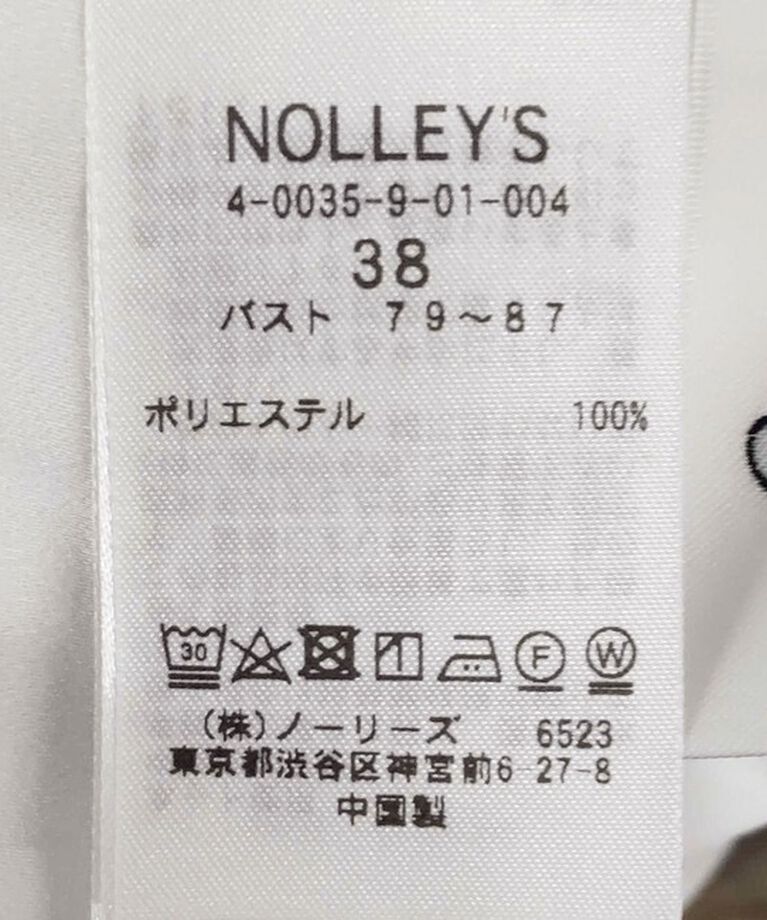 NOLLEY'S
4-0035-9-01-004
38
バスト 79～87
ポリエステル 100%
30 F W
(株)ノーリーズ 6523
東京都渋谷区神宮前6-27-8
中国製